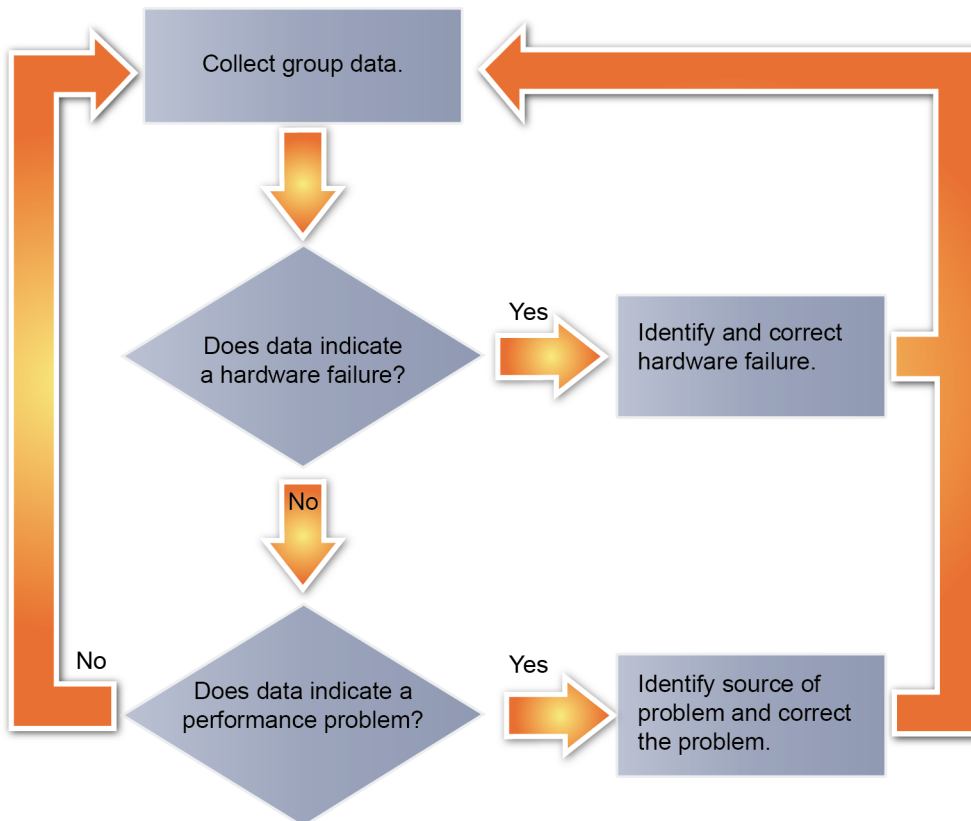 Collect group data.
Yes
Does data indicate
a hardware failure?
Identify and correct
hardware failure.
No
No
Yes
Does data indicate a
performance problem?
Identify source of
problem and correct
the problem.